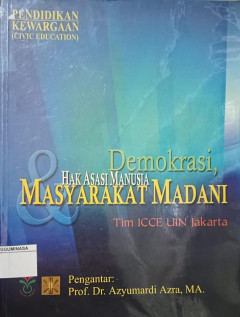 PENDIDIKAN
KEWARGAAN
(CIVIC EDUCATION)
Demokrasi,
HAK ASASI MANUSIA
& MASYARAKAT MADANI
Tim ICCE UIN Jakarta
Pengantar:
Prof. Dr. Azyumardi Azra, MA.